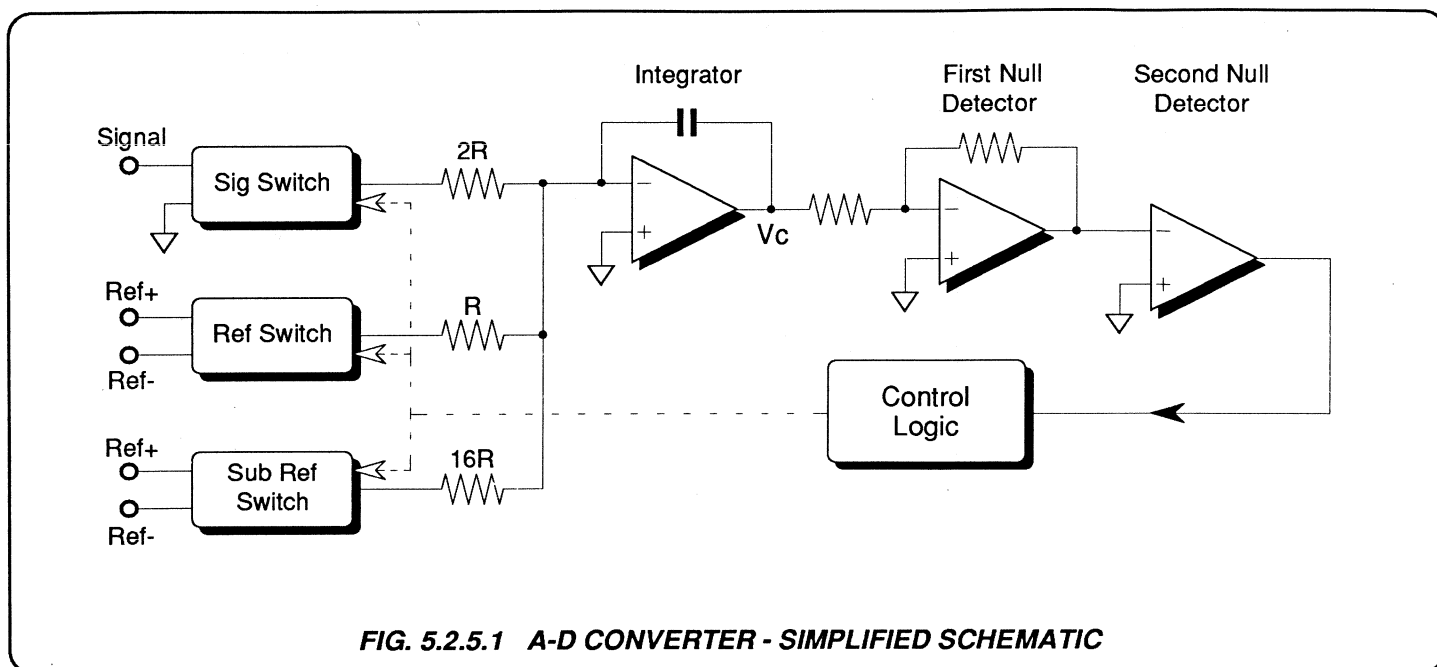 Integrator
First Null
Detector
Second Null
Detector
Signal
Sig Switch
2R
−
+
Vc
−
+
−
+
Ref+
Ref Switch
R
Ref-
Control
Logic
Ref+
Sub Ref
Switch
16R
Ref-
FIG. 5.2.5.1 A-D CONVERTER - SIMPLIFIED SCHEMATIC